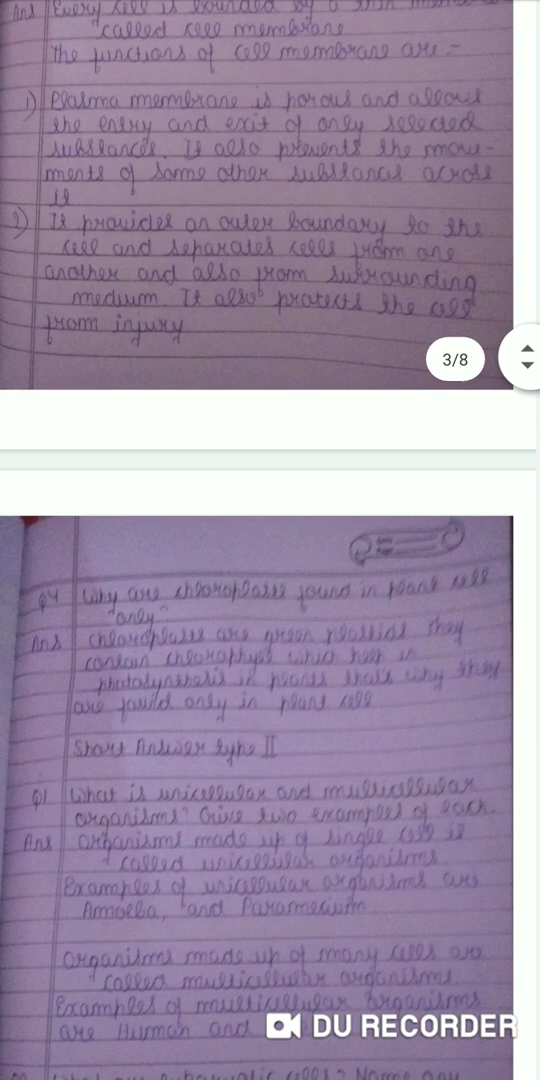 Ans Every cell is bounded by a thin
called cell membrane
The functions of cell membrane are :-
1) Plasma membrane is porous and allows
the entry and exit of only selected
substances. It also prevents the move-
ments of some other substances across
it
2) It provides an outer boundary to the
cell and separates cells from one
another and also from surrounding
medium. It also protects the cell
from injury
3/8
Q4 Why are chloroplasts found in plant cell
"only"
Ans Chloroplasts are green plastids They
contain chlorophyll which help in
photosynthesis in plants thats why they
are found only in plant cell
Short Answer type II
Q1 What is unicellular and multicellular
organisms? Give two examples of each.
Ans Organisms made up of single cell is
called unicellular organisms
Examples of unicellular organisms are
Amoeba, and Paramecium
Organisms made up of many cells are
called multicellular organisms.
Examples of multicellular organisms
are Human and
DU RECORDER
cells? Name any